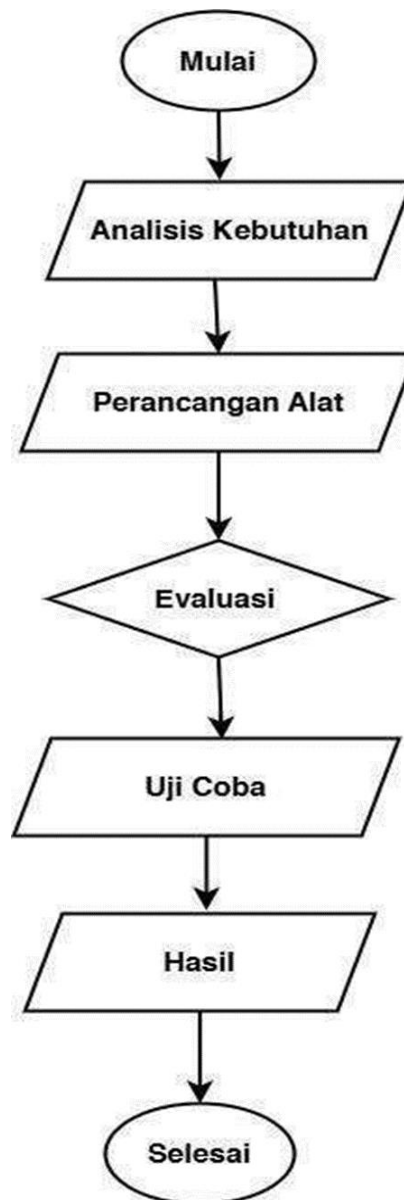 Mulai
Analisis Kebutuhan
Perancangan Alat
Evaluasi
Uji Coba
Hasil
Selesai